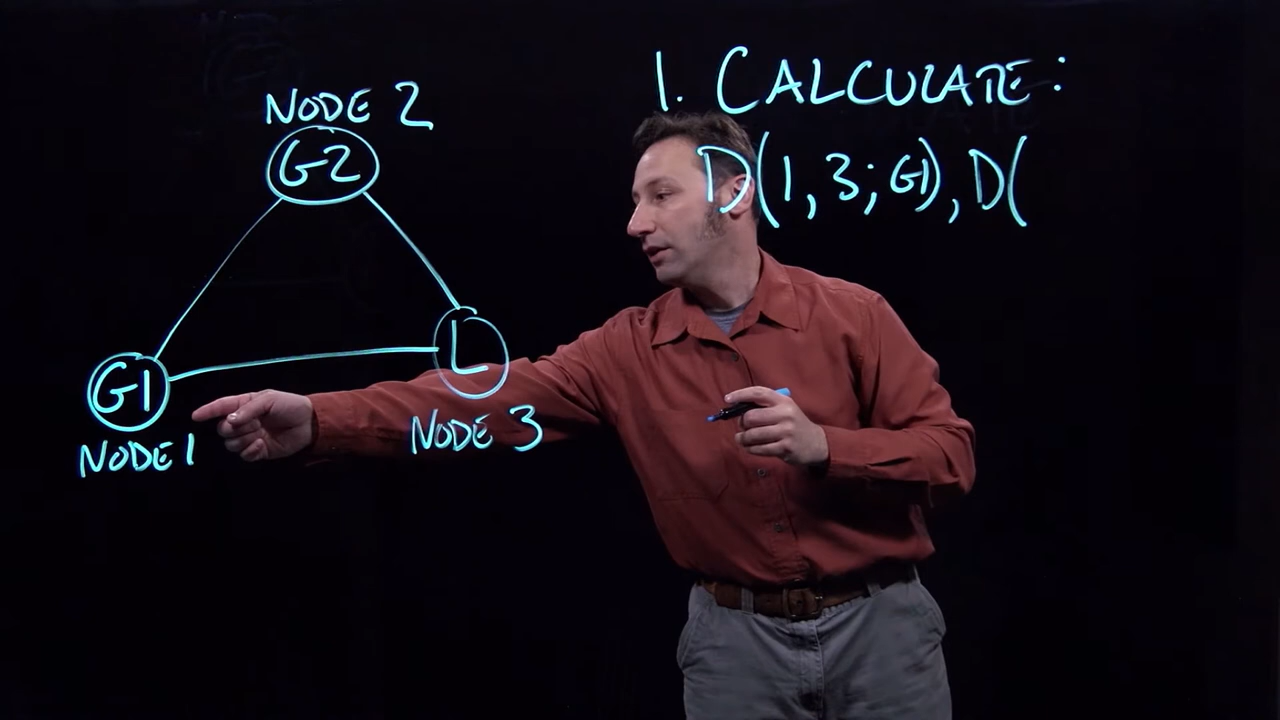 NODE 2
G2
G1
L
NODE 1
NODE 3
1. CALCULATE:
D(1,3;G1), D(